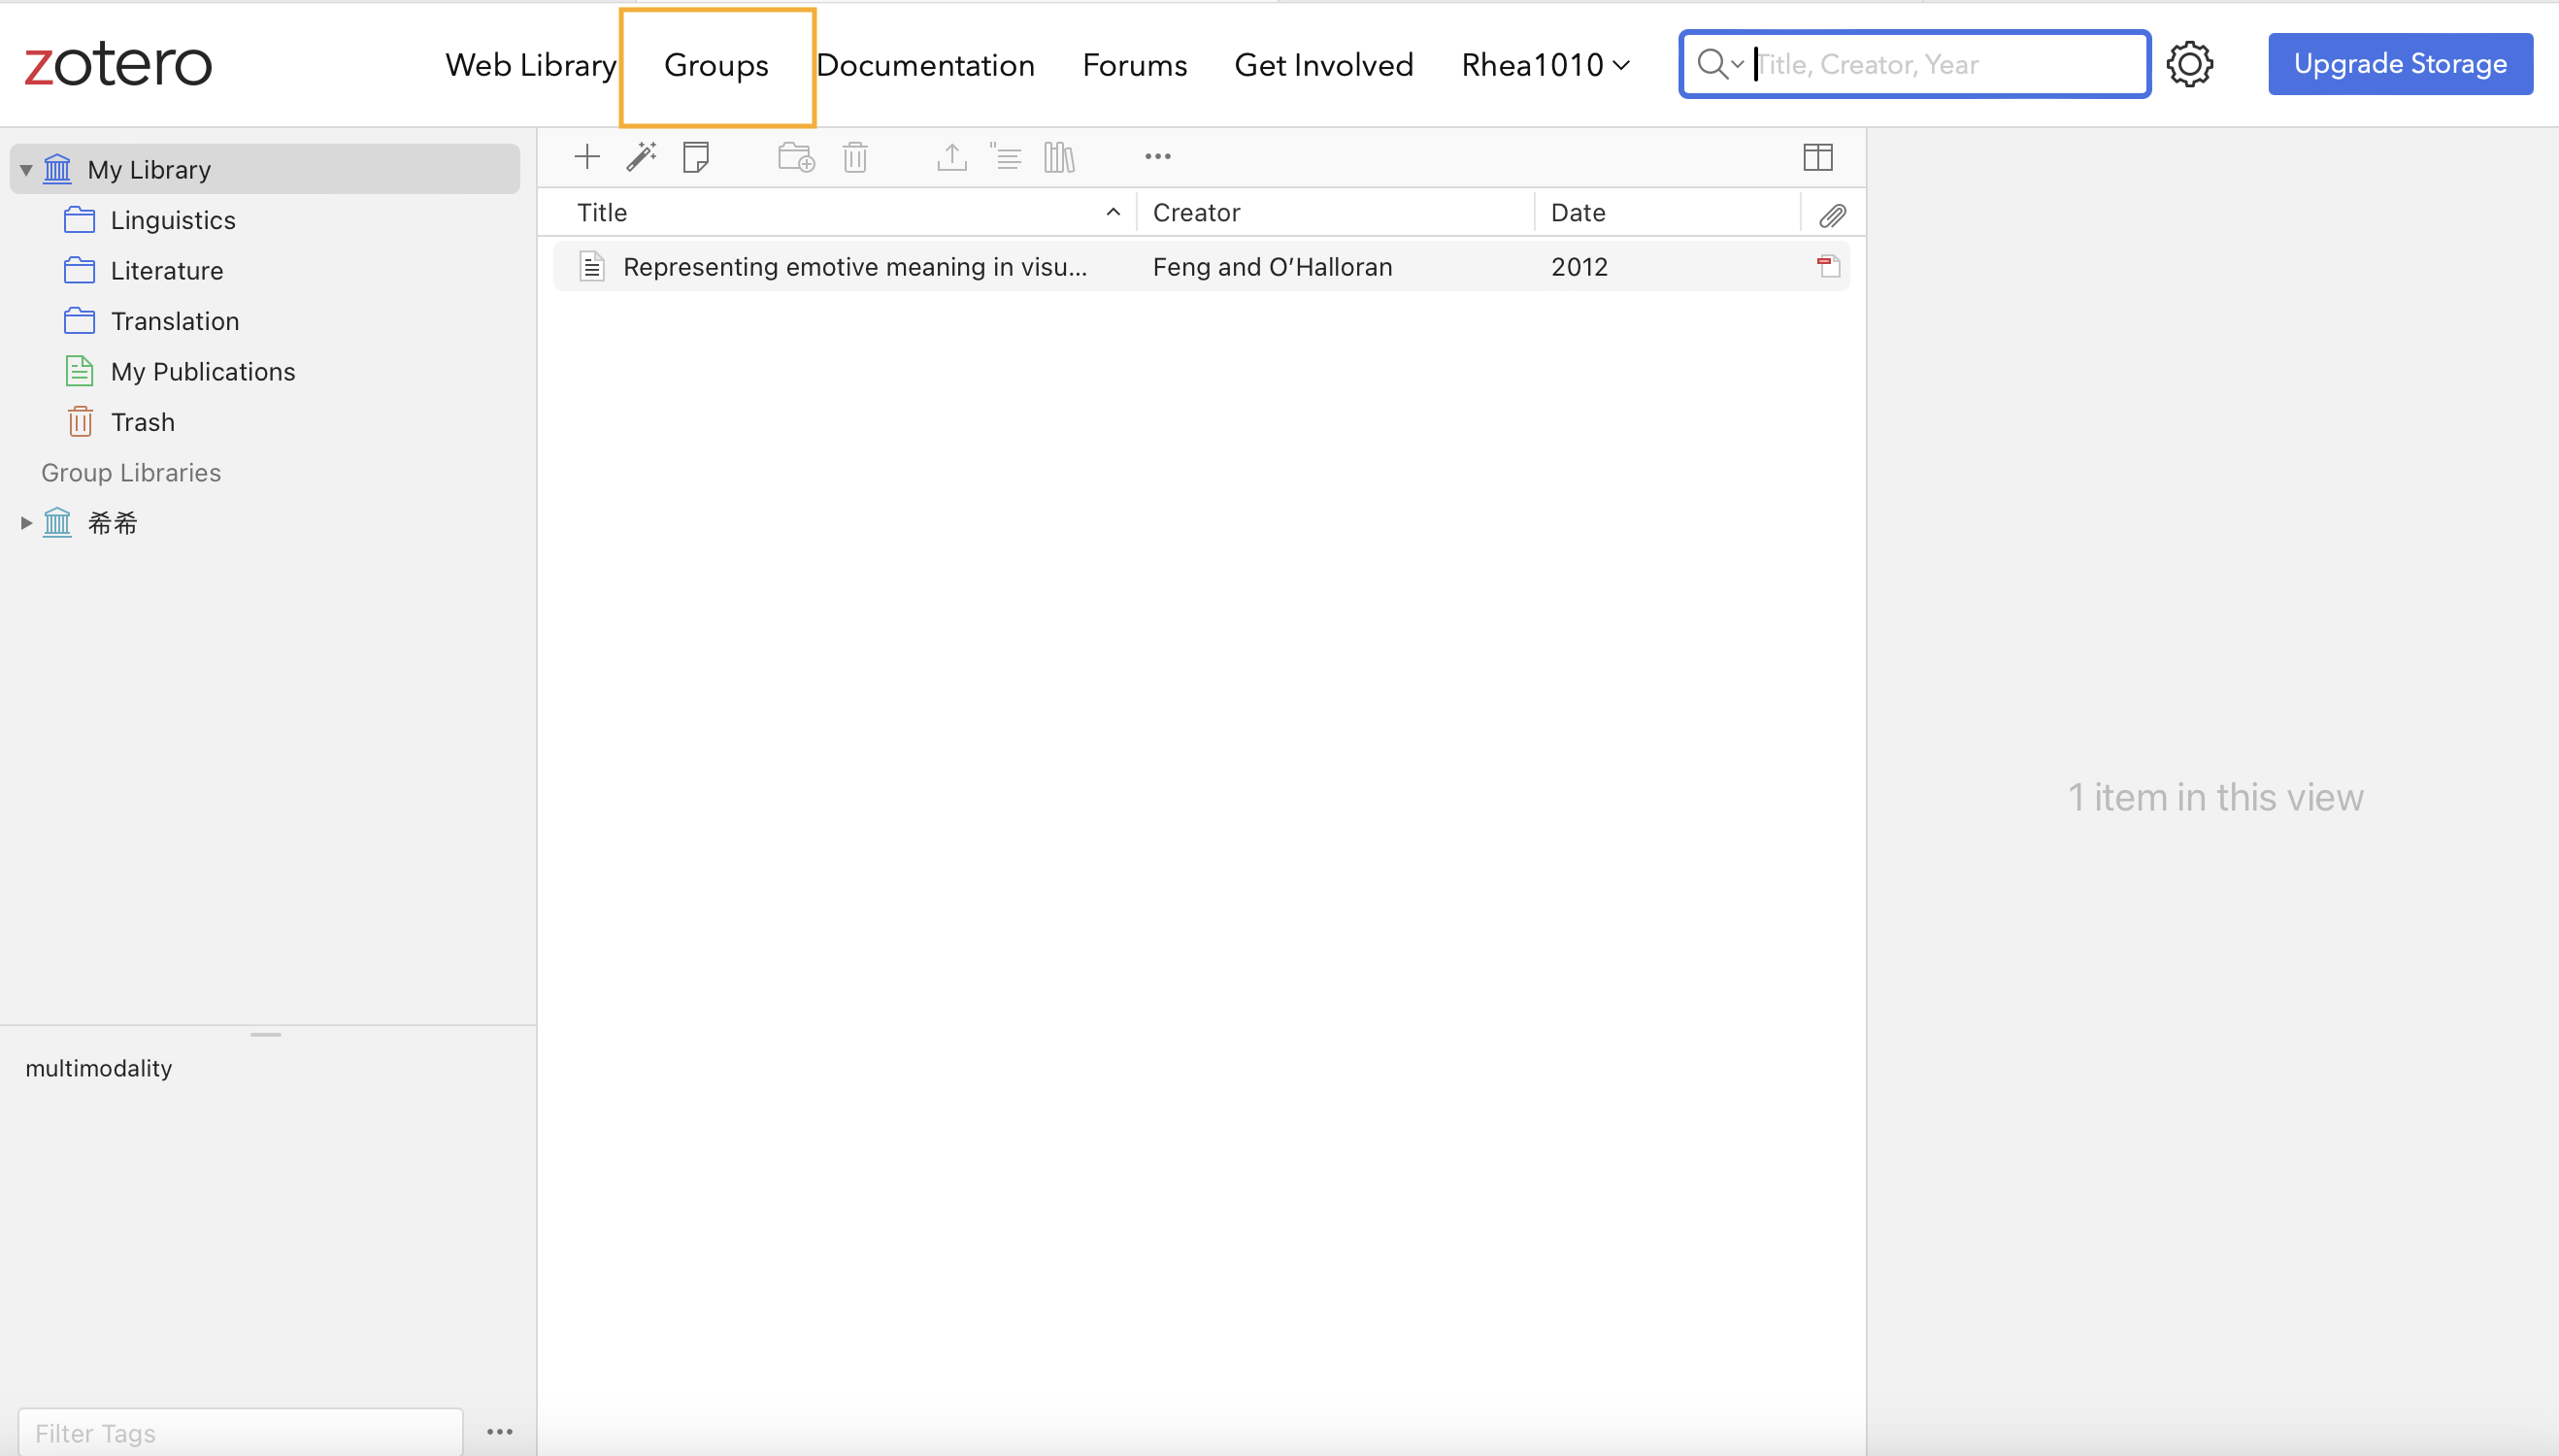 zotero
Web Library Groups Documentation Forums Get Involved Rhea1010 Title, Creator, Year Upgrade Storage
My Library
Linguistics
Literature
Translation
My Publications
Trash
Group Libraries
希希
multimodality
Filter Tags
Title Creator Date
Representing emotive meaning in visu... Feng and O’Halloran 2012
1 item in this view